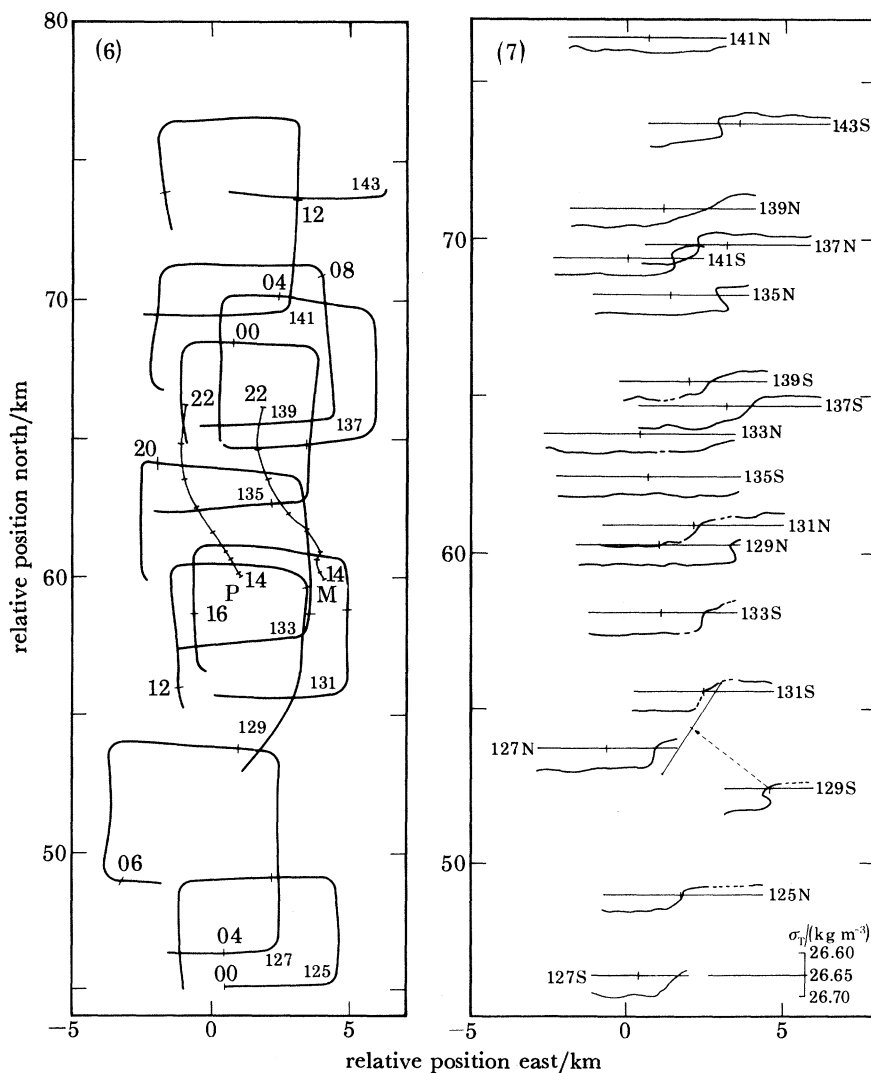 (6)
80
70
60
50
−5
0
5
relative position north/km
143
12
08
04
141
00
22
22
139
137
20
135
14
14
P
M
16
133
12
131
129
06
04
127
00
125
(7)
141N
143S
139N
70
137N
141S
135N
139S
137S
133N
135S
131N
60
129N
133S
131S
127N
129S
50
125N
σT/(kg m⁻³)
26.60
127S
26.65
26.70
−5
0
5
relative position east/km